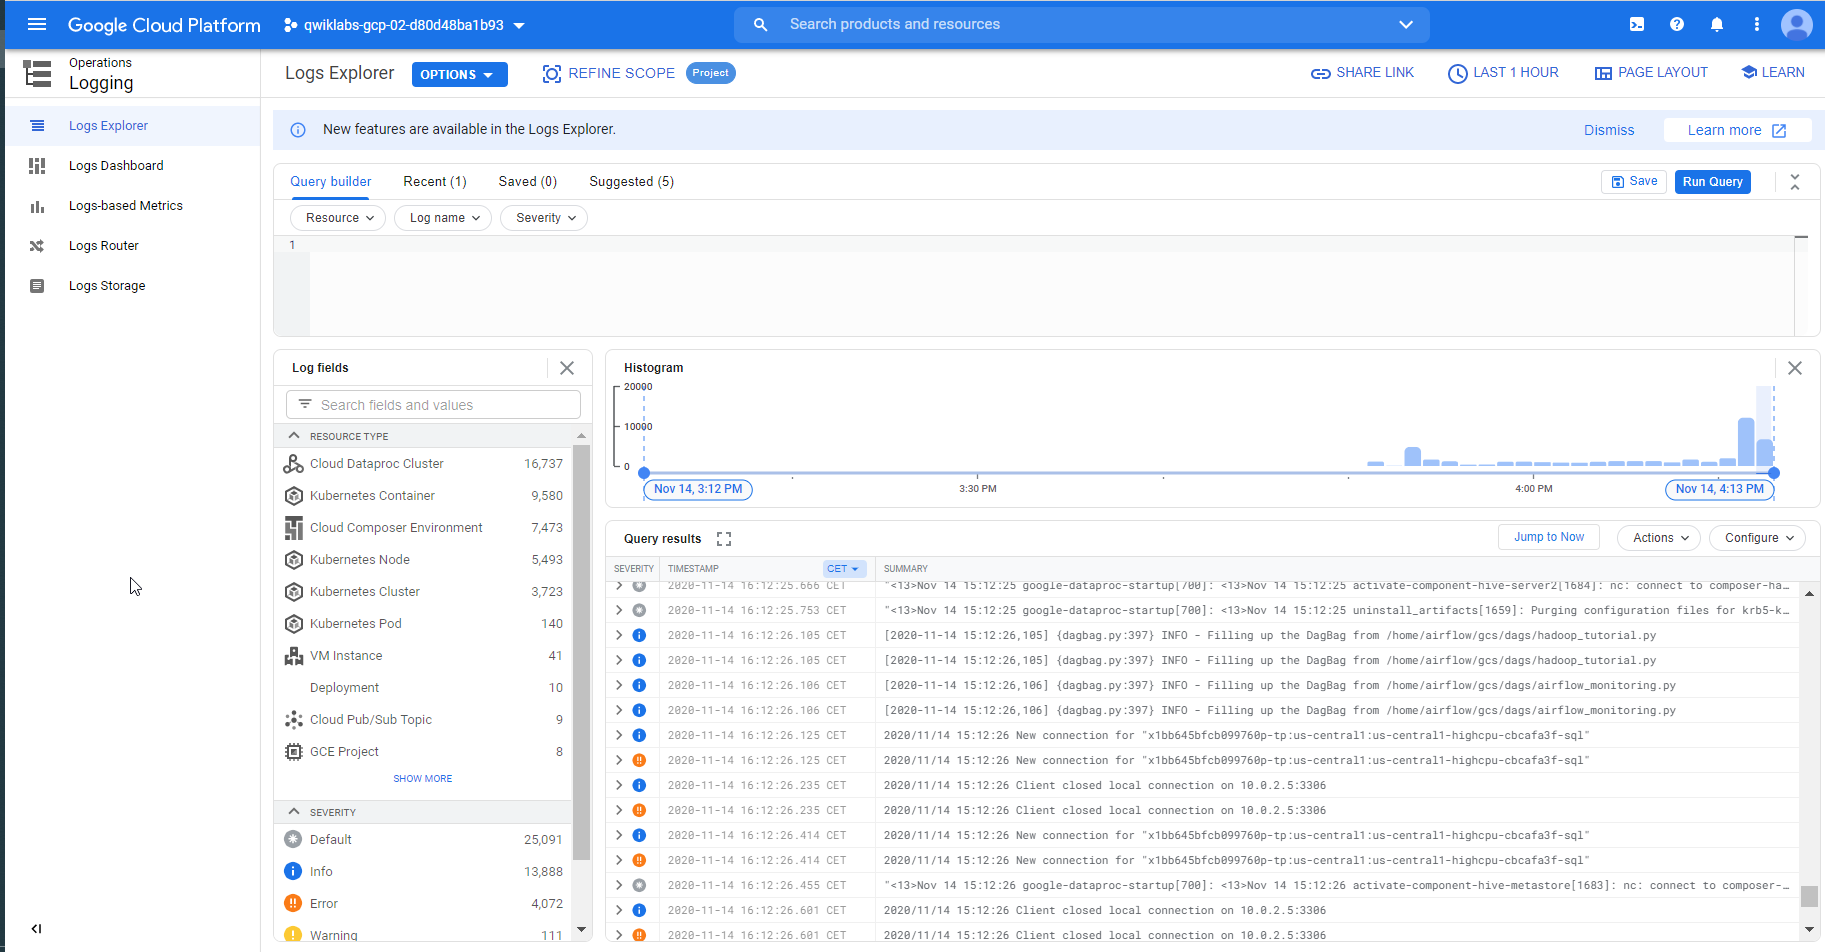 Google Cloud Platform
qwiklabs-gcp-02-d80d48ba1b93
Search products and resources
Operations
Logging
Logs Explorer
OPTIONS
REFINE SCOPE
Project
SHARE LINK
LAST 1 HOUR
PAGE LAYOUT
LEARN
Logs Explorer
Logs Dashboard
Logs-based Metrics
Logs Router
Logs Storage
New features are available in the Logs Explorer.
Dismiss
Learn more
Query builder
Recent (1)
Saved (0)
Suggested (5)
Save
Run Query
Resource
Log name
Severity
1
Log fields
Search fields and values
RESOURCE TYPE
Cloud Dataproc Cluster 16,737
Kubernetes Container 9,580
Cloud Composer Environment 7,473
Kubernetes Node 5,493
Kubernetes Cluster 3,723
Kubernetes Pod 140
VM Instance 41
Deployment 10
Cloud Pub/Sub Topic 9
GCE Project 8
SHOW MORE
SEVERITY
Default 25,091
Info 13,888
Error 4,072
Warning 111
Histogram
20000
10000
0
Nov 14, 3:12 PM
3:30 PM
4:00 PM
Nov 14, 4:13 PM
Query results
Jump to Now
Actions
Configure
SEVERITY TIMESTAMP CET SUMMARY
2020-11-14 16:12:25.666 CET "<13>Nov 14 15:12:25 google-dataproc-startup[700]: <13>Nov 14 15:12:25 activate-component-hive-server2[1684]: nc: connect to composer-ha…
2020-11-14 16:12:25.753 CET "<13>Nov 14 15:12:25 google-dataproc-startup[700]: <13>Nov 14 15:12:25 uninstall_artifacts[1659]: Purging configuration files for krb5-k…
2020-11-14 16:12:26.105 CET [2020-11-14 15:12:26,105] {dagbag.py:397} INFO - Filling up the DagBag from /home/airflow/gcs/dags/hadoop_tutorial.py
2020-11-14 16:12:26.105 CET [2020-11-14 15:12:26,105] {dagbag.py:397} INFO - Filling up the DagBag from /home/airflow/gcs/dags/hadoop_tutorial.py
2020-11-14 16:12:26.106 CET [2020-11-14 15:12:26,106] {dagbag.py:397} INFO - Filling up the DagBag from /home/airflow/gcs/dags/airflow_monitoring.py
2020-11-14 16:12:26.106 CET [2020-11-14 15:12:26,106] {dagbag.py:397} INFO - Filling up the DagBag from /home/airflow/gcs/dags/airflow_monitoring.py
2020-11-14 16:12:26.125 CET 2020/11/14 15:12:26 New connection for "x1bb645bfcb099760p-tp:us-central1:us-central1-highcpu-cbcafa3f-sql"
2020-11-14 16:12:26.125 CET 2020/11/14 15:12:26 New connection for "x1bb645bfcb099760p-tp:us-central1:us-central1-highcpu-cbcafa3f-sql"
2020-11-14 16:12:26.235 CET 2020/11/14 15:12:26 Client closed local connection on 10.0.2.5:3306
2020-11-14 16:12:26.235 CET 2020/11/14 15:12:26 Client closed local connection on 10.0.2.5:3306
2020-11-14 16:12:26.414 CET 2020/11/14 15:12:26 New connection for "x1bb645bfcb099760p-tp:us-central1:us-central1-highcpu-cbcafa3f-sql"
2020-11-14 16:12:26.414 CET 2020/11/14 15:12:26 New connection for "x1bb645bfcb099760p-tp:us-central1:us-central1-highcpu-cbcafa3f-sql"
2020-11-14 16:12:26.455 CET "<13>Nov 14 15:12:26 google-dataproc-startup[700]: <13>Nov 14 15:12:26 activate-component-hive-metastore[1683]: nc: connect to composer-…
2020-11-14 16:12:26.601 CET 2020/11/14 15:12:26 Client closed local connection on 10.0.2.5:3306
2020-11-14 16:12:26.601 CET 2020/11/14 15:12:26 Client closed local connection on 10.0.2.5:3306